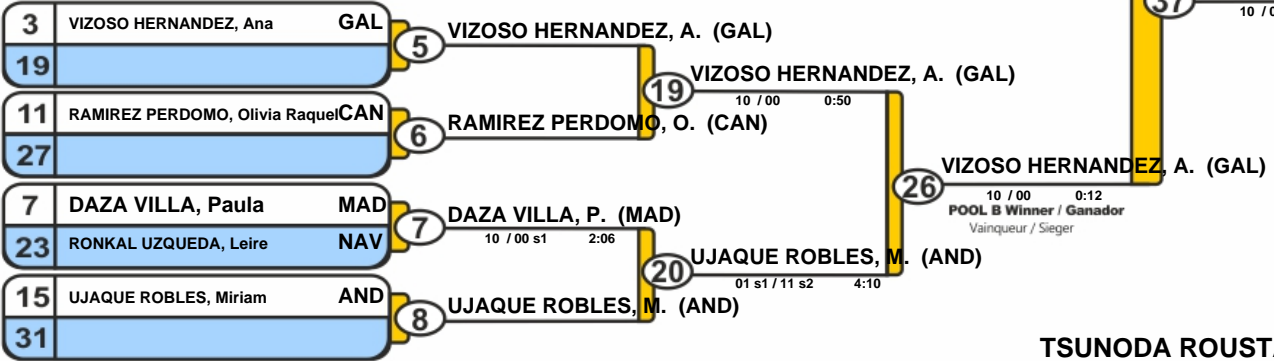 3 VIZOSO HERNANDEZ, Ana GAL
19
5
VIZOSO HERNANDEZ, A. (GAL)
11 RAMIREZ PERDOMO, Olivia Raquel CAN
27
6
RAMIREZ PERDOMO, O. (CAN)
19
VIZOSO HERNANDEZ, A. (GAL)
10 / 00 0:50
7 DAZA VILLA, Paula MAD
23 RONKAL UZQUEDA, Leire NAV
7
DAZA VILLA, P. (MAD)
10 / 00 s1 2:06
15 UJAQUE ROBLES, Miriam AND
31
8
UJAQUE ROBLES, M. (AND)
20
UJAQUE ROBLES, M. (AND)
01 s1 / 11 s2 4:10
26
VIZOSO HERNANDEZ, A. (GAL)
10 / 00 0:12
POOL B Winner / Ganador
Vainqueur / Sieger
37
10 / 0
TSUNODA ROUST